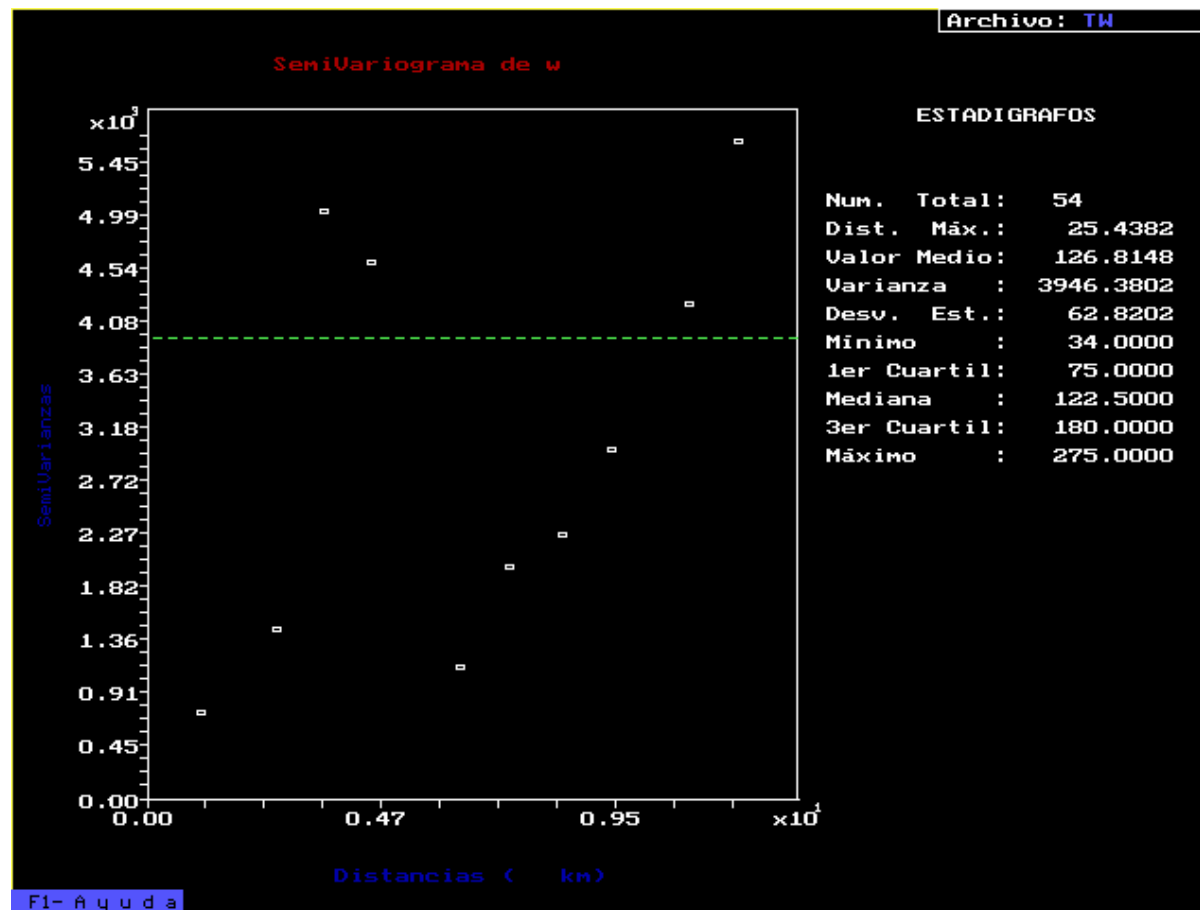 Archivo: TW
SemiVariograma de w
x10³
5.45
4.99
4.54
4.08
3.63
3.18
2.72
2.27
1.82
1.36
0.91
0.45
0.00
SemiVarianzas
0.00 0.47 0.95 x10¹
Distancias ( km)
ESTADIGRAFOS
Num. Total: 54
Dist. Máx.: 25.4382
Valor Medio: 126.8148
Varianza : 3946.3802
Desv. Est.: 62.8202
Mínimo : 34.0000
1er Cuartil: 75.0000
Mediana : 122.5000
3er Cuartil: 180.0000
Máximo : 275.0000
F1- A y u d a